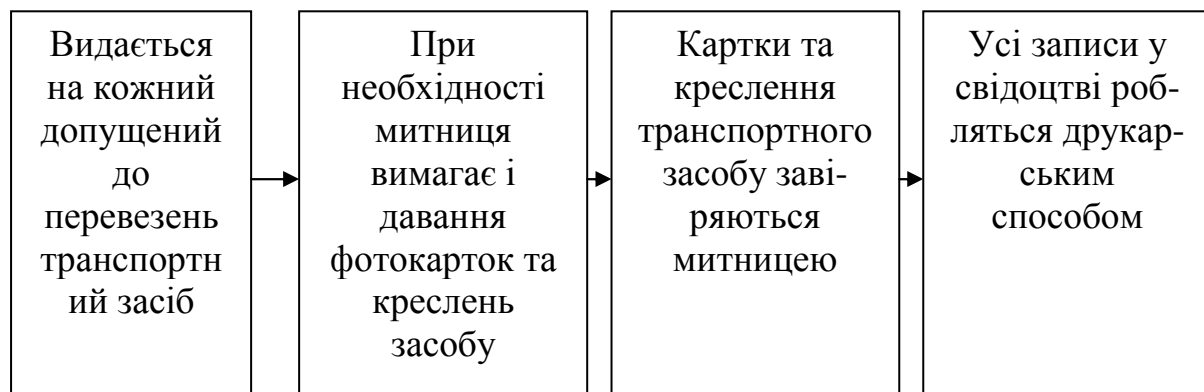 Видається
на кожний
допущений
до
перевезень
транспортн
ий засіб
При
необхідності
митниця
вимагає і
давання
фотокарток та
креслень
засобу
Картки та
креслення
транспортного
засобу заві-
ряються
митницею
Усі записи у
свідоцтві роб-
ляться друкар-
ським
способом